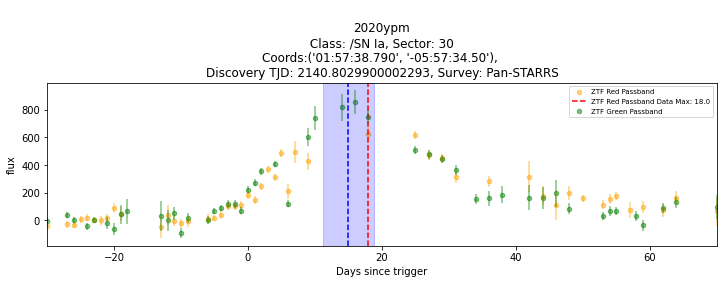 2020ypm
Class: /SN Ia, Sector: 30
Coords:('01:57:38.790', '-05:57:34.50'),
Discovery TJD: 2140.8029900002293, Survey: Pan-STARRS
ZTF Red Passband
ZTF Red Passband Data Max: 18.0
ZTF Green Passband
flux
800
600
400
200
0
−20
0
20
40
60
Days since trigger